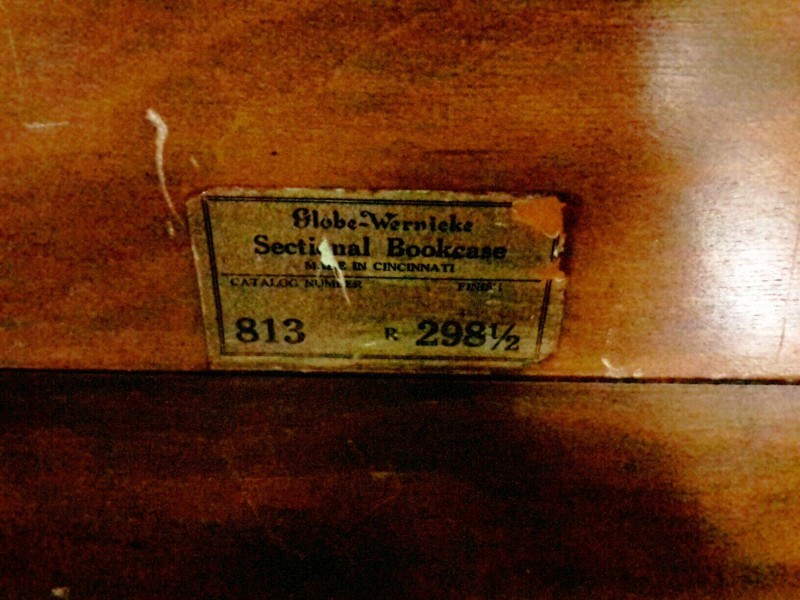 Globe-Wernicke
Sectional Bookcase
MADE IN CINCINNATI
CATALOG NUMBER FINISH
813 R 298½